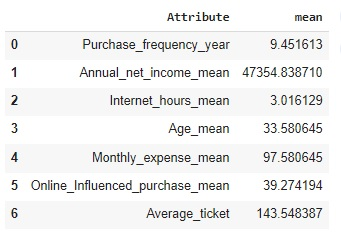 Attribute mean
0 Purchase_frequency_year 9.451613
1 Annual_net_income_mean 47354.838710
2 Internet_hours_mean 3.016129
3 Age_mean 33.580645
4 Monthly_expense_mean 97.580645
5 Online_Influenced_purchase_mean 39.274194
6 Average_ticket 143.548387